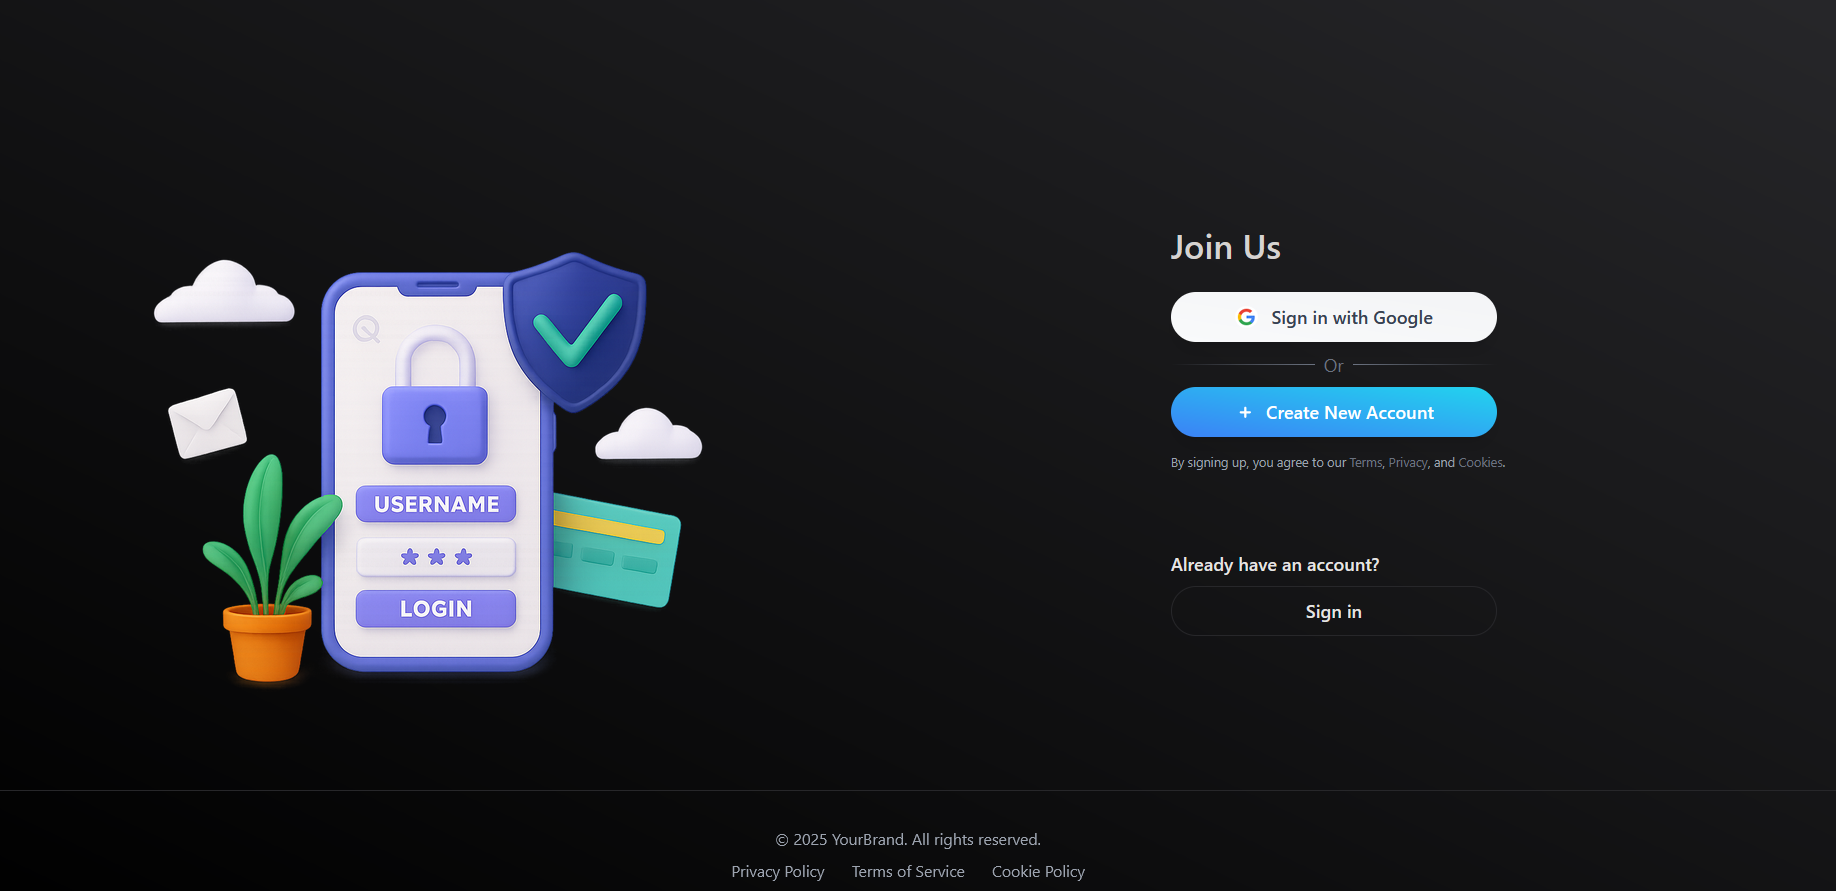 USERNAME
***
LOGIN
Join Us
Sign in with Google
Or
+ Create New Account
By signing up, you agree to our Terms, Privacy, and Cookies.
Already have an account?
Sign in
© 2025 YourBrand. All rights reserved.
Privacy Policy Terms of Service Cookie Policy